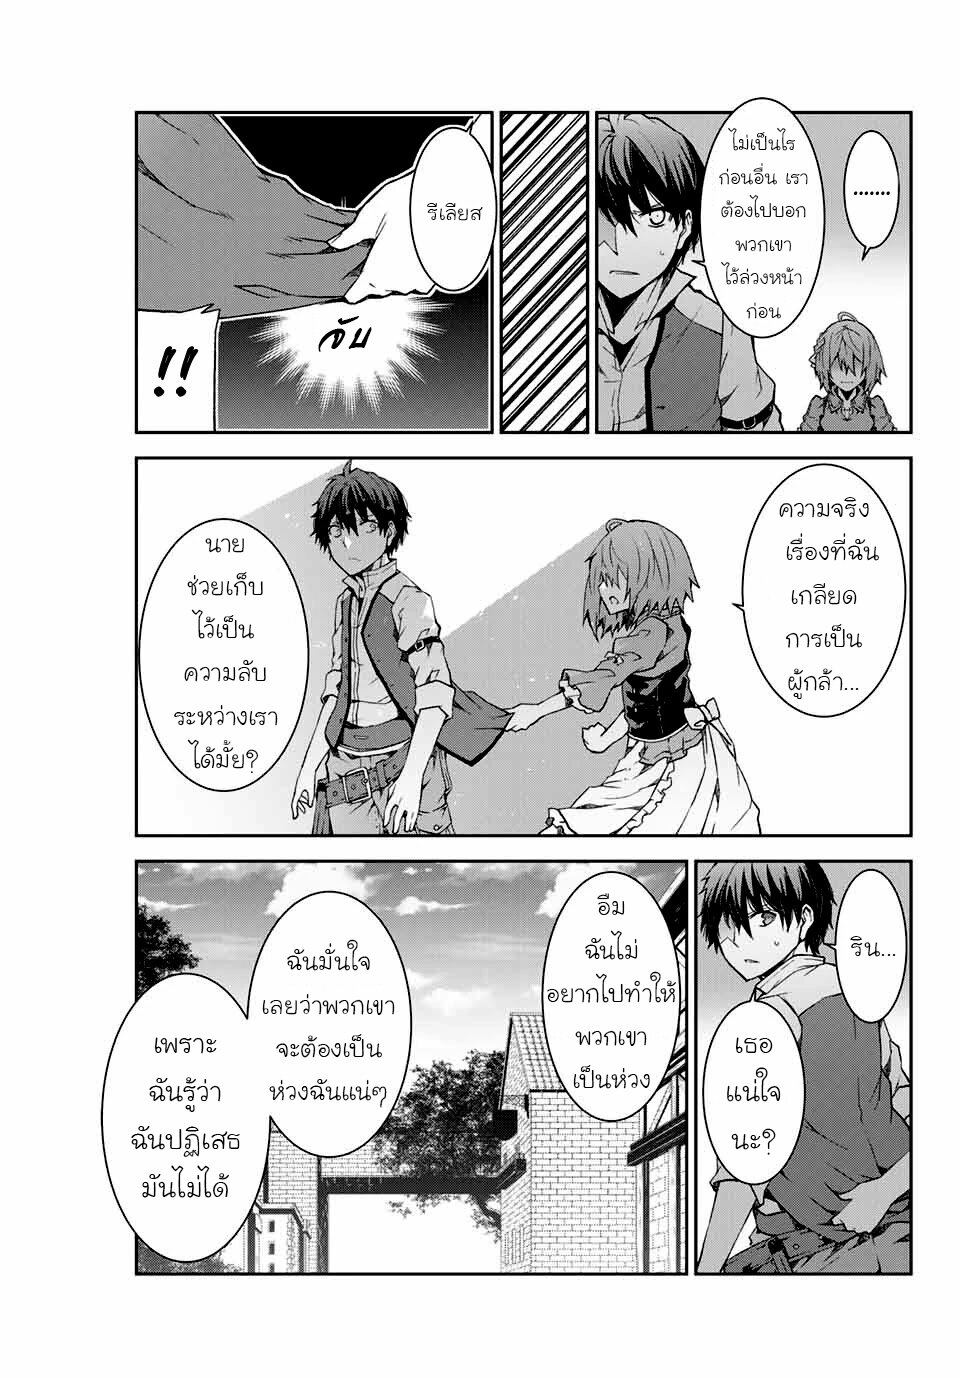 ........
ไม่เป็นไร
ก่อนอื่น เรา
ต้องไปบอก
พวกเขา
ไว้ล่วงหน้า
ก่อน
รีเลียส
จับ
!!
ความจริง
เรื่องที่ฉัน
เกลียด
การเป็น
ผู้กล้า...
นาย
ช่วยเก็บ
ไว้เป็น
ความลับ
ระหว่างเรา
ได้มั้ย?
ริน...
เธอ
แน่ใจ
นะ?
อืม
ฉันไม่
อยากไปทำให้
พวกเขา
เป็นห่วง
ฉันมั่นใจ
เลยว่าพวกเขา
จะต้องเป็น
ห่วงฉันแน่ๆ
เพราะ
ฉันรู้ว่า
ฉันปฏิเสธ
มันไม่ได้